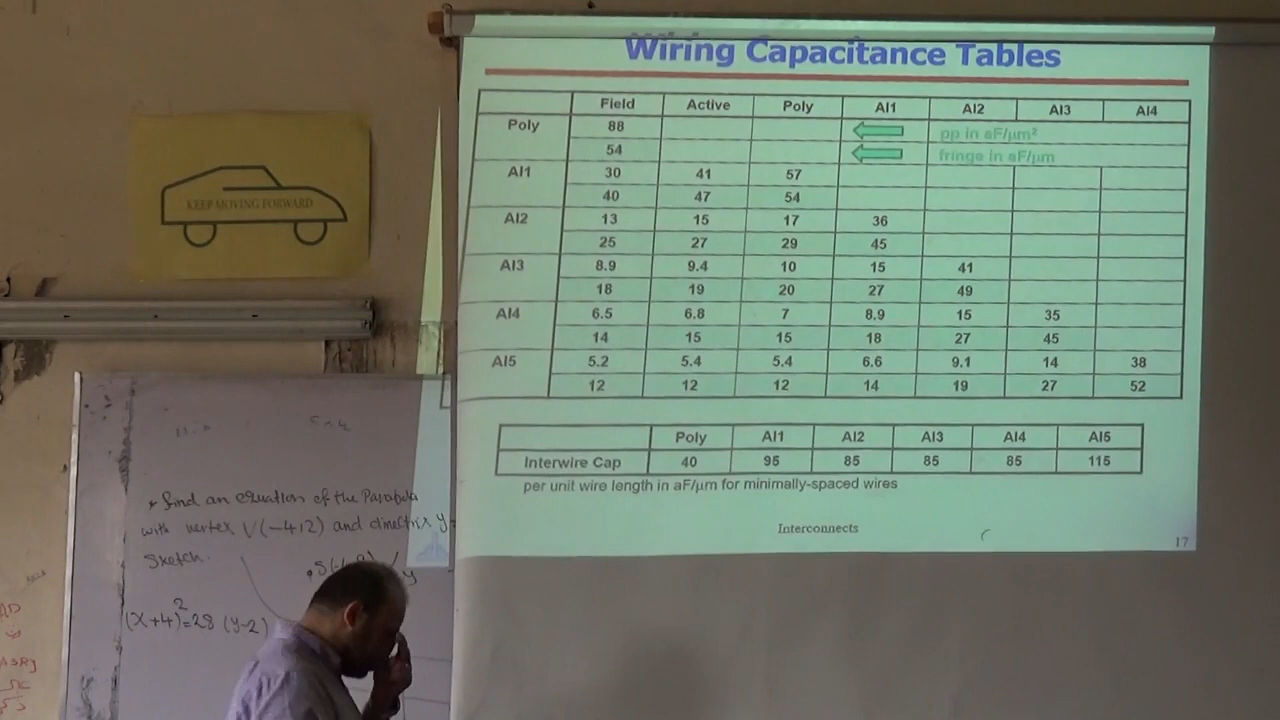 Wiring Capacitance Tables
Field Active Poly Al1 Al2 Al3 Al4
Poly 88 pp in aF/μm²
54 fringe in aF/μm
Al1 30 41 57
40 47 54
Al2 13 15 17 36
25 27 29 45
Al3 8.9 9.4 10 15 41
18 19 20 27 49
Al4 6.5 6.8 7 8.9 15 35
14 15 15 18 27 45
Al5 5.2 5.4 5.4 6.6 9.1 14 38
12 12 12 14 19 27 52
Poly Al1 Al2 Al3 Al4 Al5
Interwire Cap 40 95 85 85 85 115
per unit wire length in aF/μm for minimally-spaced wires
Interconnects
17
KEEP MOVING FORWARD
Find an equation of the Parabola
with vertex V(-4,2) and directrix y=
Sketch.
(x+4)²=28 (y-2)